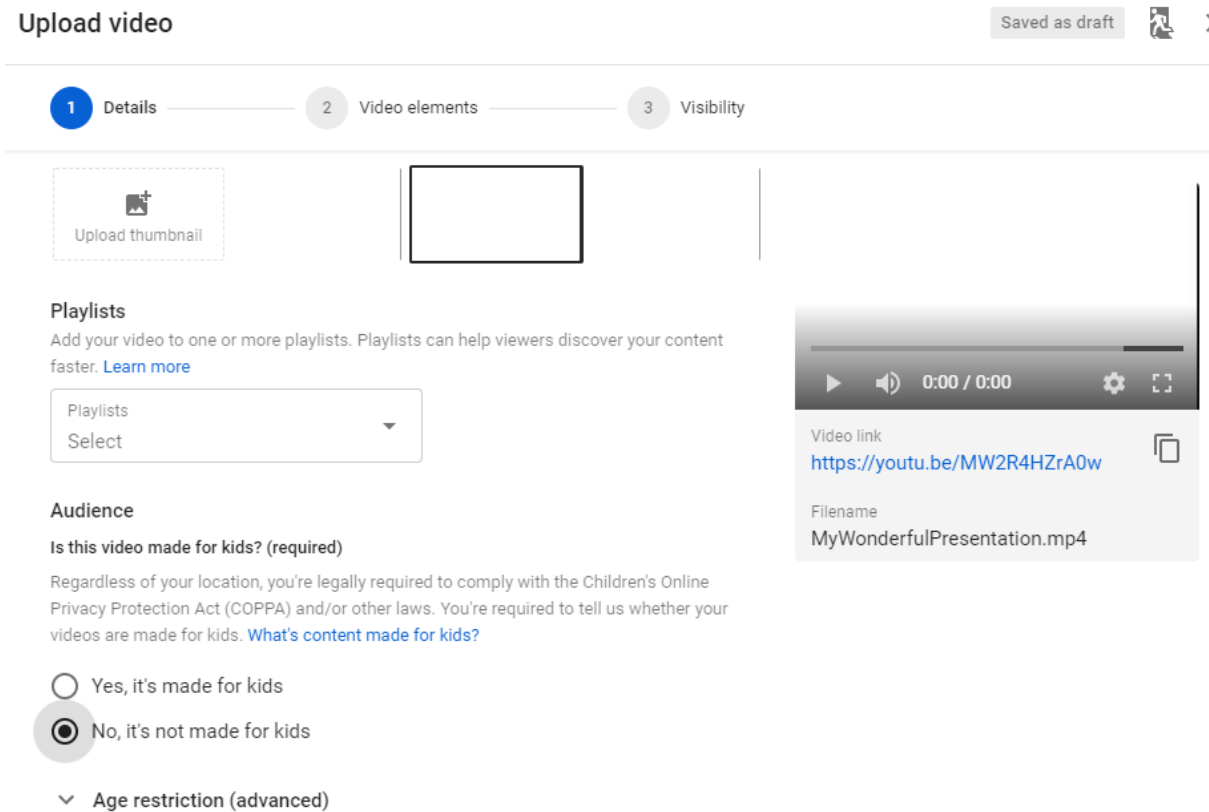 Upload video
Saved as draft
1 Details
2 Video elements
3 Visibility
Upload thumbnail
Playlists
Add your video to one or more playlists. Playlists can help viewers discover your content
faster. Learn more
Playlists
Select
Audience
Is this video made for kids? (required)
Regardless of your location, you're legally required to comply with the Children's Online
Privacy Protection Act (COPPA) and/or other laws. You're required to tell us whether your
videos are made for kids. What's content made for kids?
Yes, it's made for kids
No, it's not made for kids
Age restriction (advanced)
0:00 / 0:00
Video link
https://youtu.be/MW2R4HZrA0w
Filename
MyWonderfulPresentation.mp4